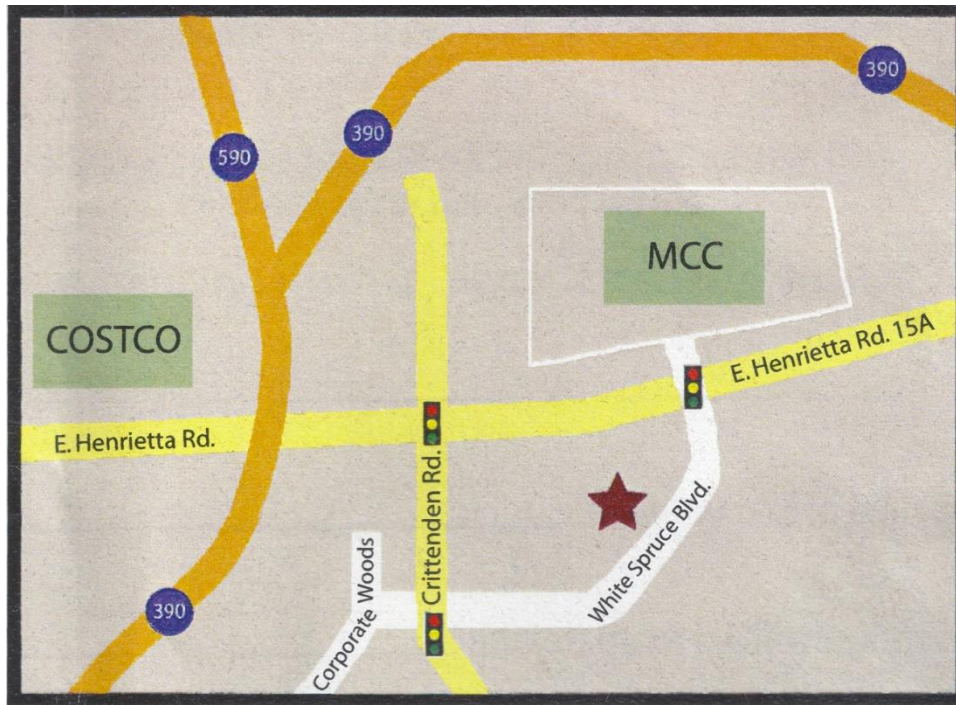 390
390
590
MCC
COSTCO
E. Henrietta Rd. 15A
E. Henrietta Rd.
Crittenden Rd.
White Spruce Blvd.
Corporate Woods
390